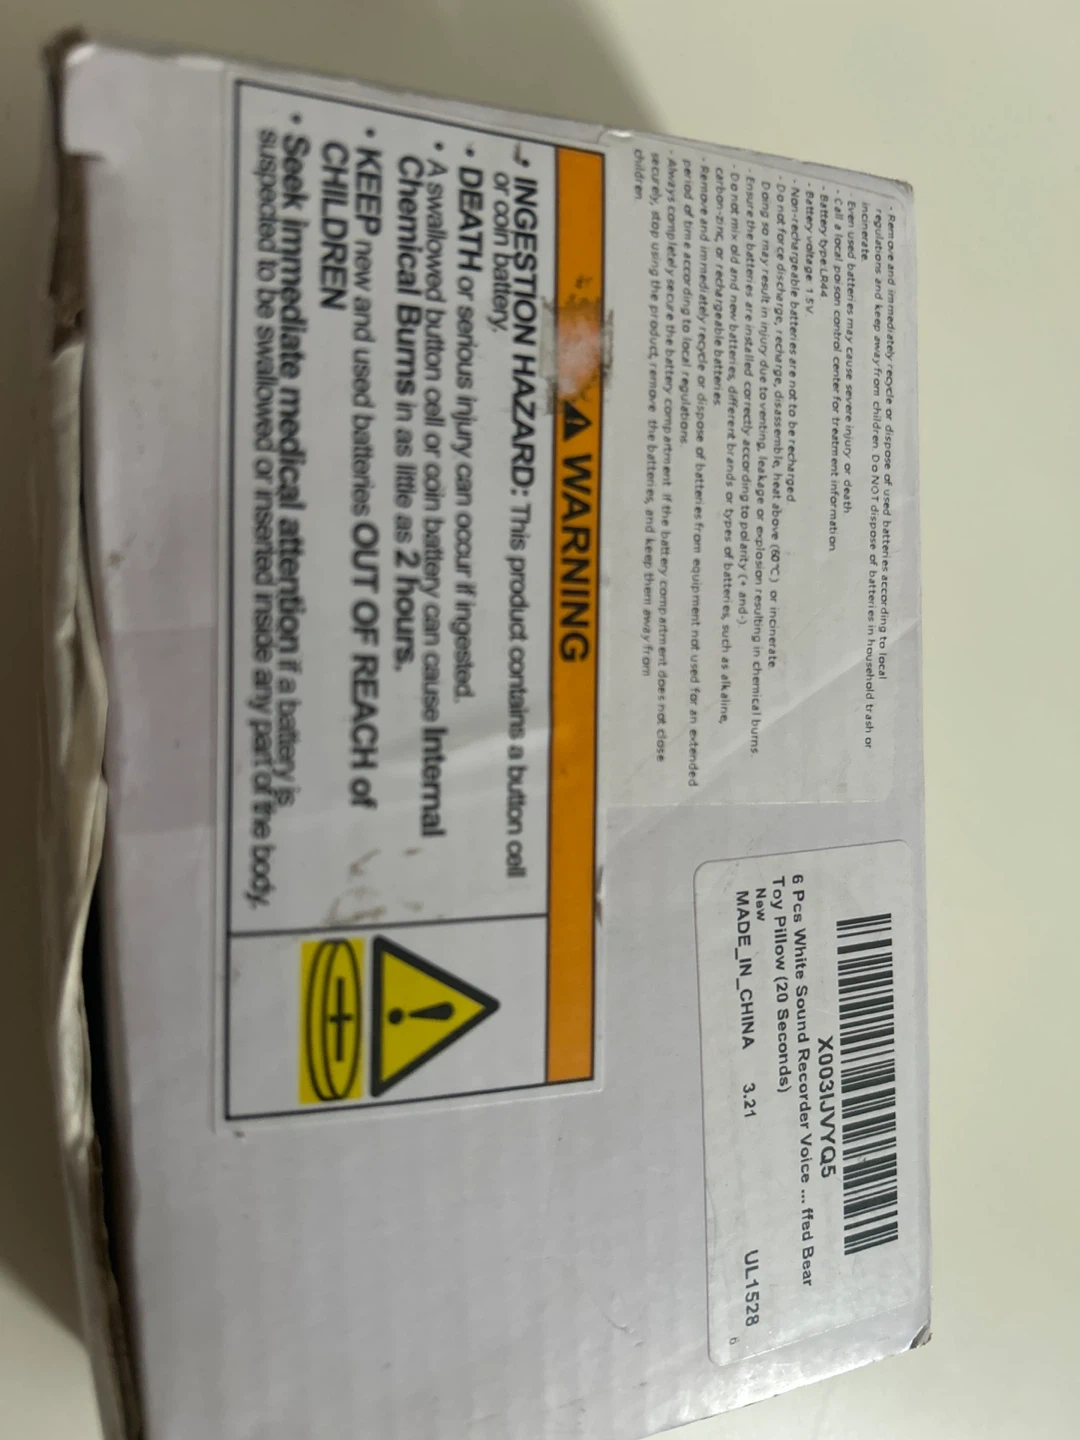 - Remove and immediately recycle or dispose of used batteries according to local
regulations and keep away from children. Do NOT dispose of batteries in household trash or
incinerate.
- Even used batteries may cause severe injury or death
- Call a local poison control center for treatment information
- Battery type:LR44
- Battery voltage: 1.5V.
- Non-rechargeable batteries are not to be recharged
- Do not force discharge, recharge, disassemble, heat above (60℃) or incinerate
Doing so may result in injury due to venting, leakage or explosion resulting in chemical burns.
- Ensure the batteries are installed correctly according to polarity (+ and-)
- Do not mix old and new batteries, different brands or types of batteries, such as alkaline,
carbon-zinc, or rechargeable batteries
- Remove and immediately recycle or dispose of batteries from equipment not used for an extended
period of time according to local regulations.
- Always completely secure the battery compartment. If the battery compartment does not close
securely, stop using the product, remove the batteries, and keep them away from
children
X003IJVYQ5
6 Pcs White Sound Recorder Voice ... ffed Bear
Toy Pillow (20 Seconds)
New
MADE_IN_CHINA 3.21 UL1528
6
WARNING
• INGESTION HAZARD: This product contains a button cell
or coin battery.
• DEATH or serious injury can occur if ingested.
• A swallowed button cell or coin battery can cause Internal
Chemical Burns in as little as 2 hours.
• KEEP new and used batteries OUT OF REACH of
CHILDREN
• Seek immediate medical attention if a battery is
suspected to be swallowed or inserted inside any part of the body.